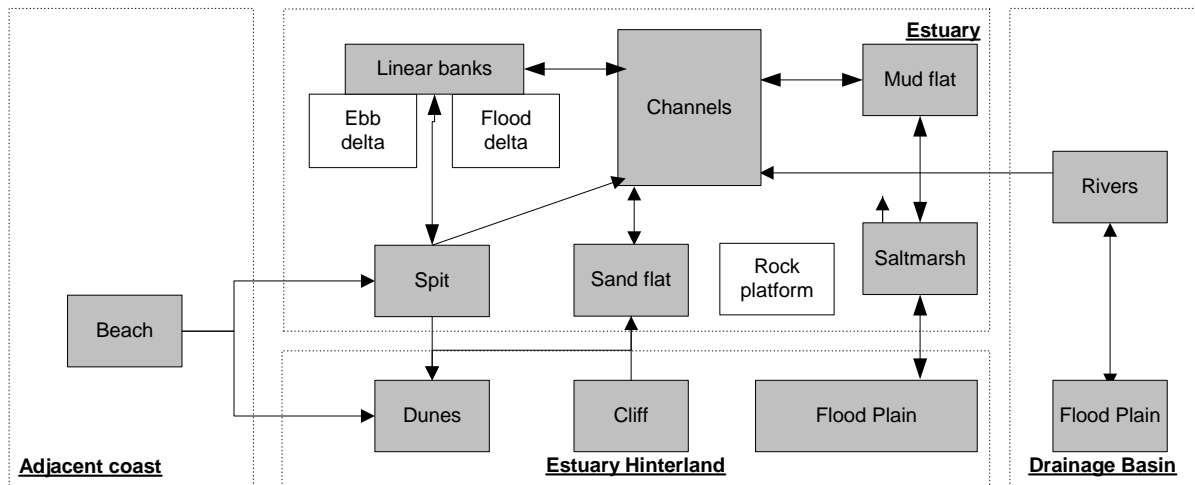 Estuary
Linear banks
Ebb
delta
Flood
delta
Channels
Mud flat
Rivers
Spit
Sand flat
Rock
platform
Saltmarsh
Beach
Dunes
Cliff
Flood Plain
Flood Plain
Adjacent coast
Estuary Hinterland
Drainage Basin